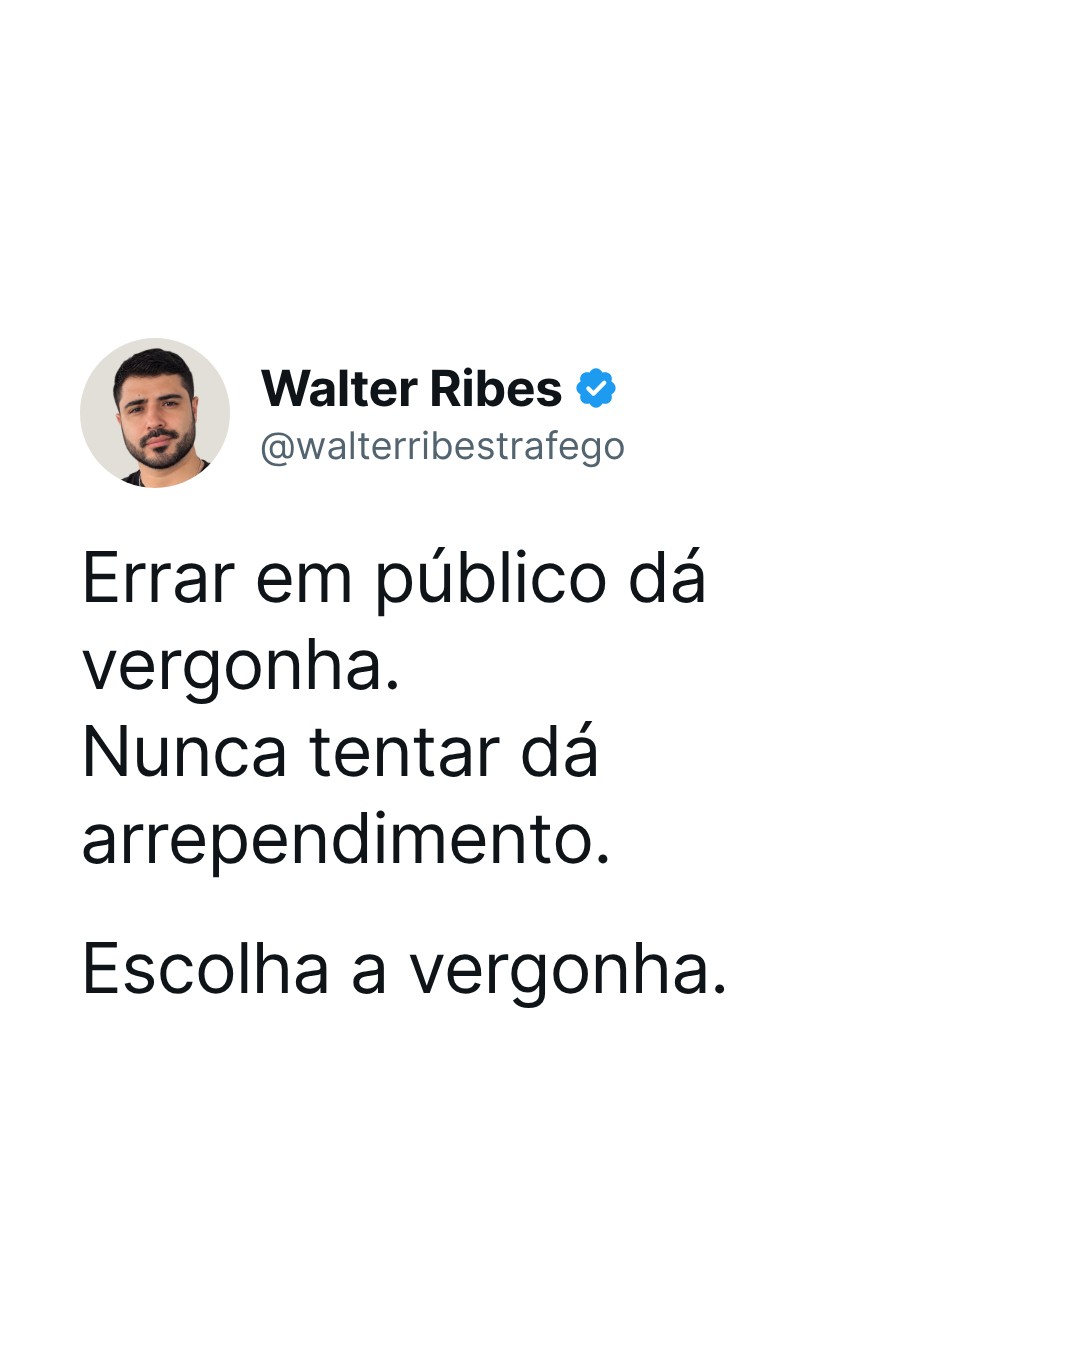 Walter Ribes
@walterribestrafego
Errar em público dá
vergonha.
Nunca tentar dá
arrependimento.
Escolha a vergonha.